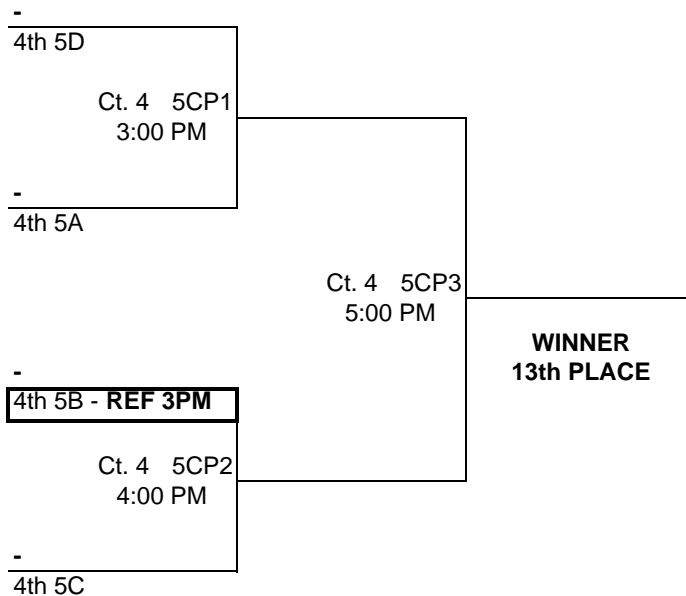 -
4th 5D
Ct. 4 5CP1
3:00 PM
-
4th 5A
Ct. 4 5CP3
5:00 PM
WINNER
13th PLACE
-
4th 5B - REF 3PM
Ct. 4 5CP2
4:00 PM
-
4th 5C